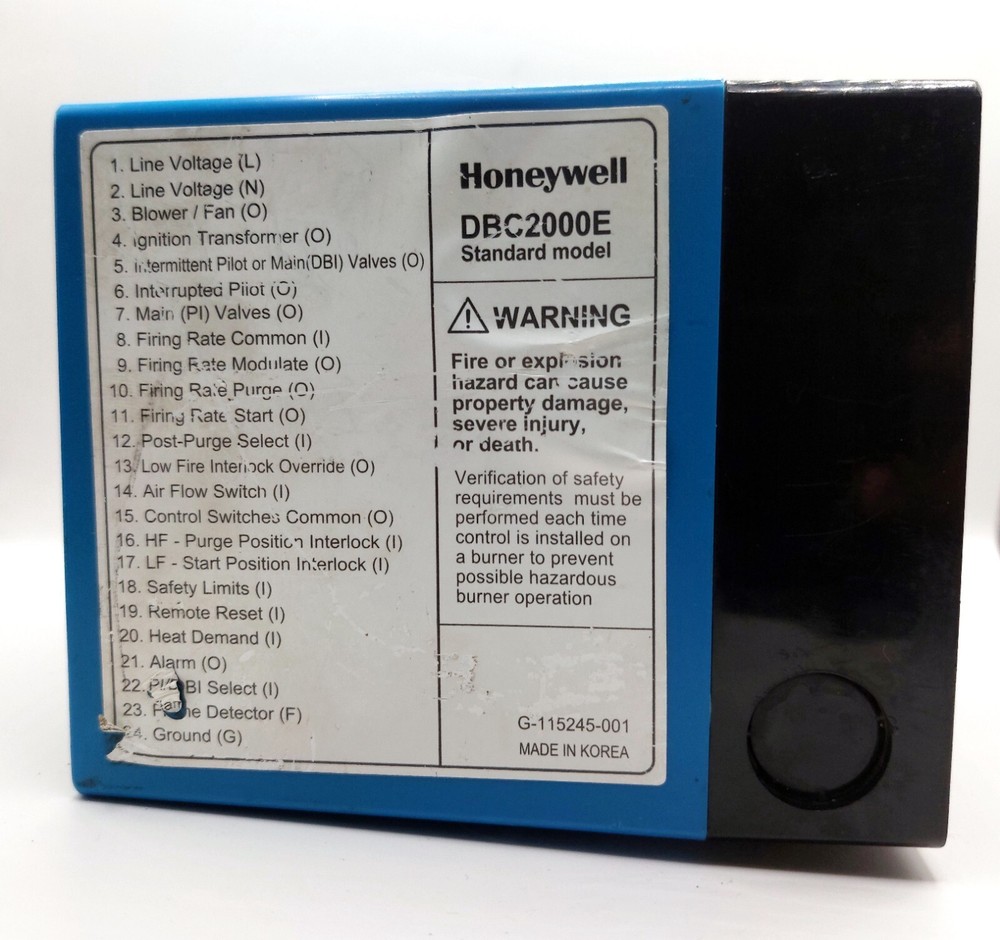 1. Line Voltage (L)
2. Line Voltage (N)
3. Blower / Fan (O)
4. Ignition Transformer (O)
5. Intermittent Pilot or Main(DBI) Valves (O)
6. Interrupted Pilot (O)
7. Main (PI) Valves (O)
8. Firing Rate Common (I)
9. Firing Rate Modulate (O)
10. Firing Rate Purge (O)
11. Firing Rate Start (O)
12. Post-Purge Select (I)
13. Low Fire Interlock Override (O)
14. Air Flow Switch (I)
15. Control Switches Common (O)
16. HF - Purge Position Interlock (I)
17. LF - Start Position Interlock (I)
18. Safety Limits (I)
19. Remote Reset (I)
20. Heat Demand (I)
21. Alarm (O)
22. PI/DBI Select (I)
23. Flame Detector (F)
24. Ground (G)
Honeywell
DBC2000E
Standard model
WARNING
Fire or explosion
hazard can cause
property damage,
severe injury,
or death.
Verification of safety
requirements must be
performed each time
control is installed on
a burner to prevent
possible hazardous
burner operation
G-115245-001
MADE IN KOREA